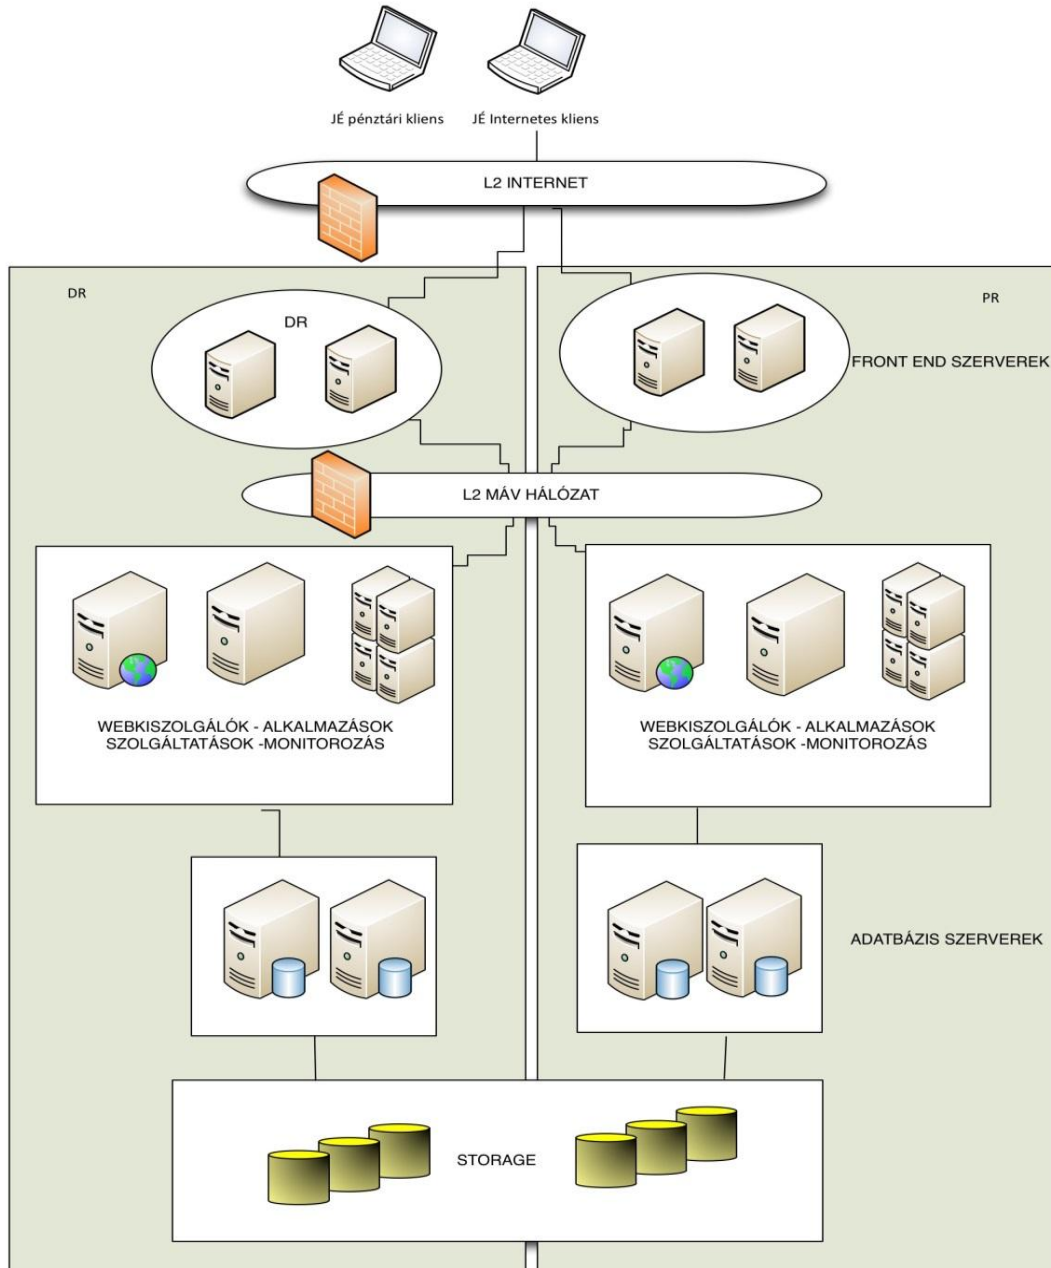 JÉ pénztári kliens
JÉ Internetes kliens
L2 INTERNET
DR
PR
DR
FRONT END SZERVEREK
L2 MÁV HÁLÓZAT
WEBKISZOLGÁLÓK - ALKALMAZÁSOK
SZOLGÁLTATÁSOK -MONITOROZÁS
WEBKISZOLGÁLÓK - ALKALMAZÁSOK
SZOLGÁLTATÁSOK -MONITOROZÁS
ADATBÁZIS SZERVEREK
STORAGE